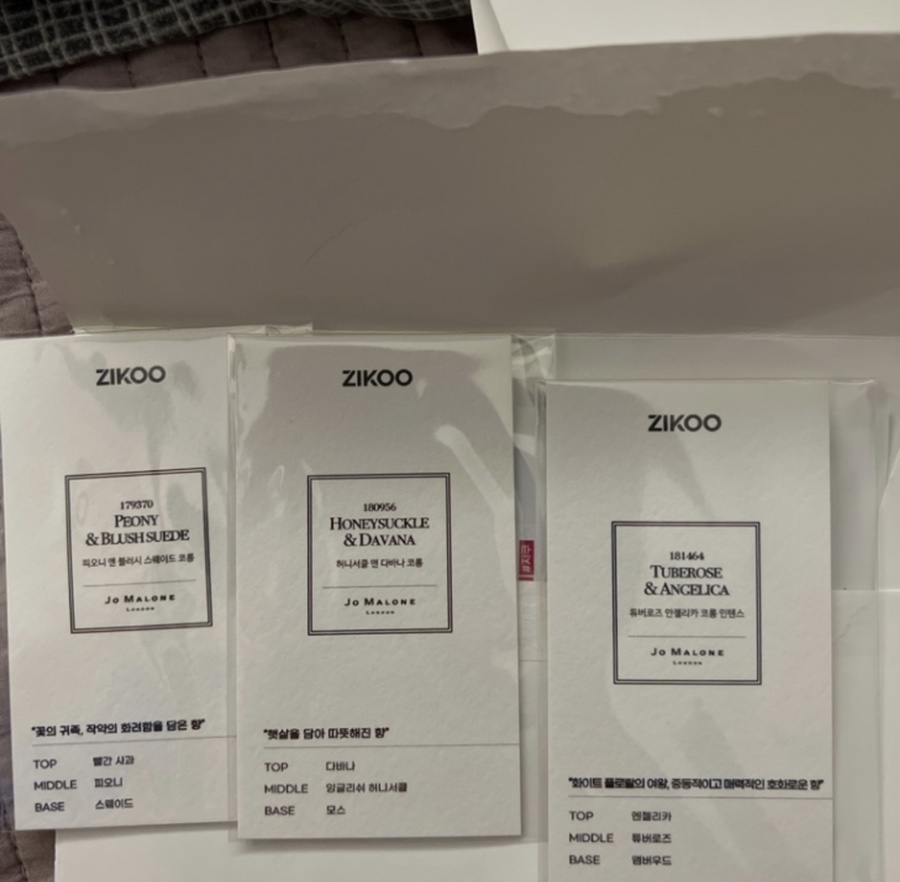 ZIKOO
179370
PEONY
& BLUSH SUEDE
피오니 앤 블러시 스웨이드 코롱
JO MALONE
LONDON
"꽃의 귀족, 작약의 화려함을 담은 향"
TOP 빨간 사과
MIDDLE 피오니
BASE 스웨이드
ZIKOO
180956
HONEYSUCKLE
& DAVANA
허니서클 앤 다바나 코롱
JO MALONE
LONDON
"햇살을 담아 따뜻해진 향"
TOP 다바나
MIDDLE 잉글리쉬 허니서클
BASE 모스
ZIKOO
181464
TUBEROSE
& ANGELICA
튜버로즈 안젤리카 코롱 인텐스
JO MALONE
LONDON
"화이트 플로랄의 여왕, 중독적이고 매력적인 호화로운 향"
TOP 엔젤리카
MIDDLE 튜버로즈
BASE 앰버우드